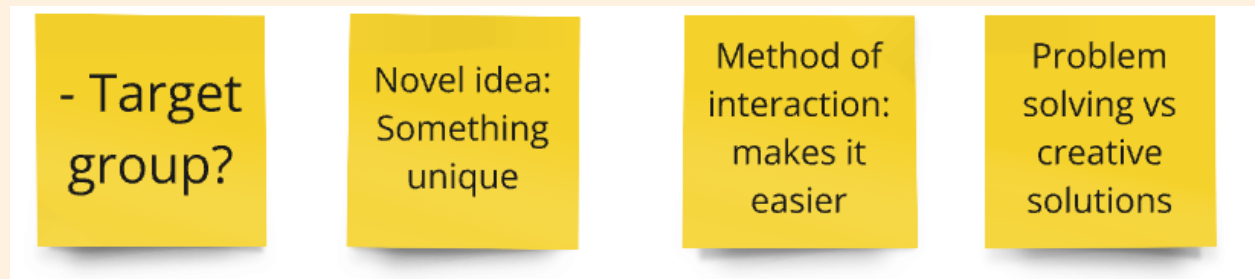 - Target
group?
Novel idea:
Something
unique
Method of
interaction:
makes it
easier
Problem
solving vs
creative
solutions